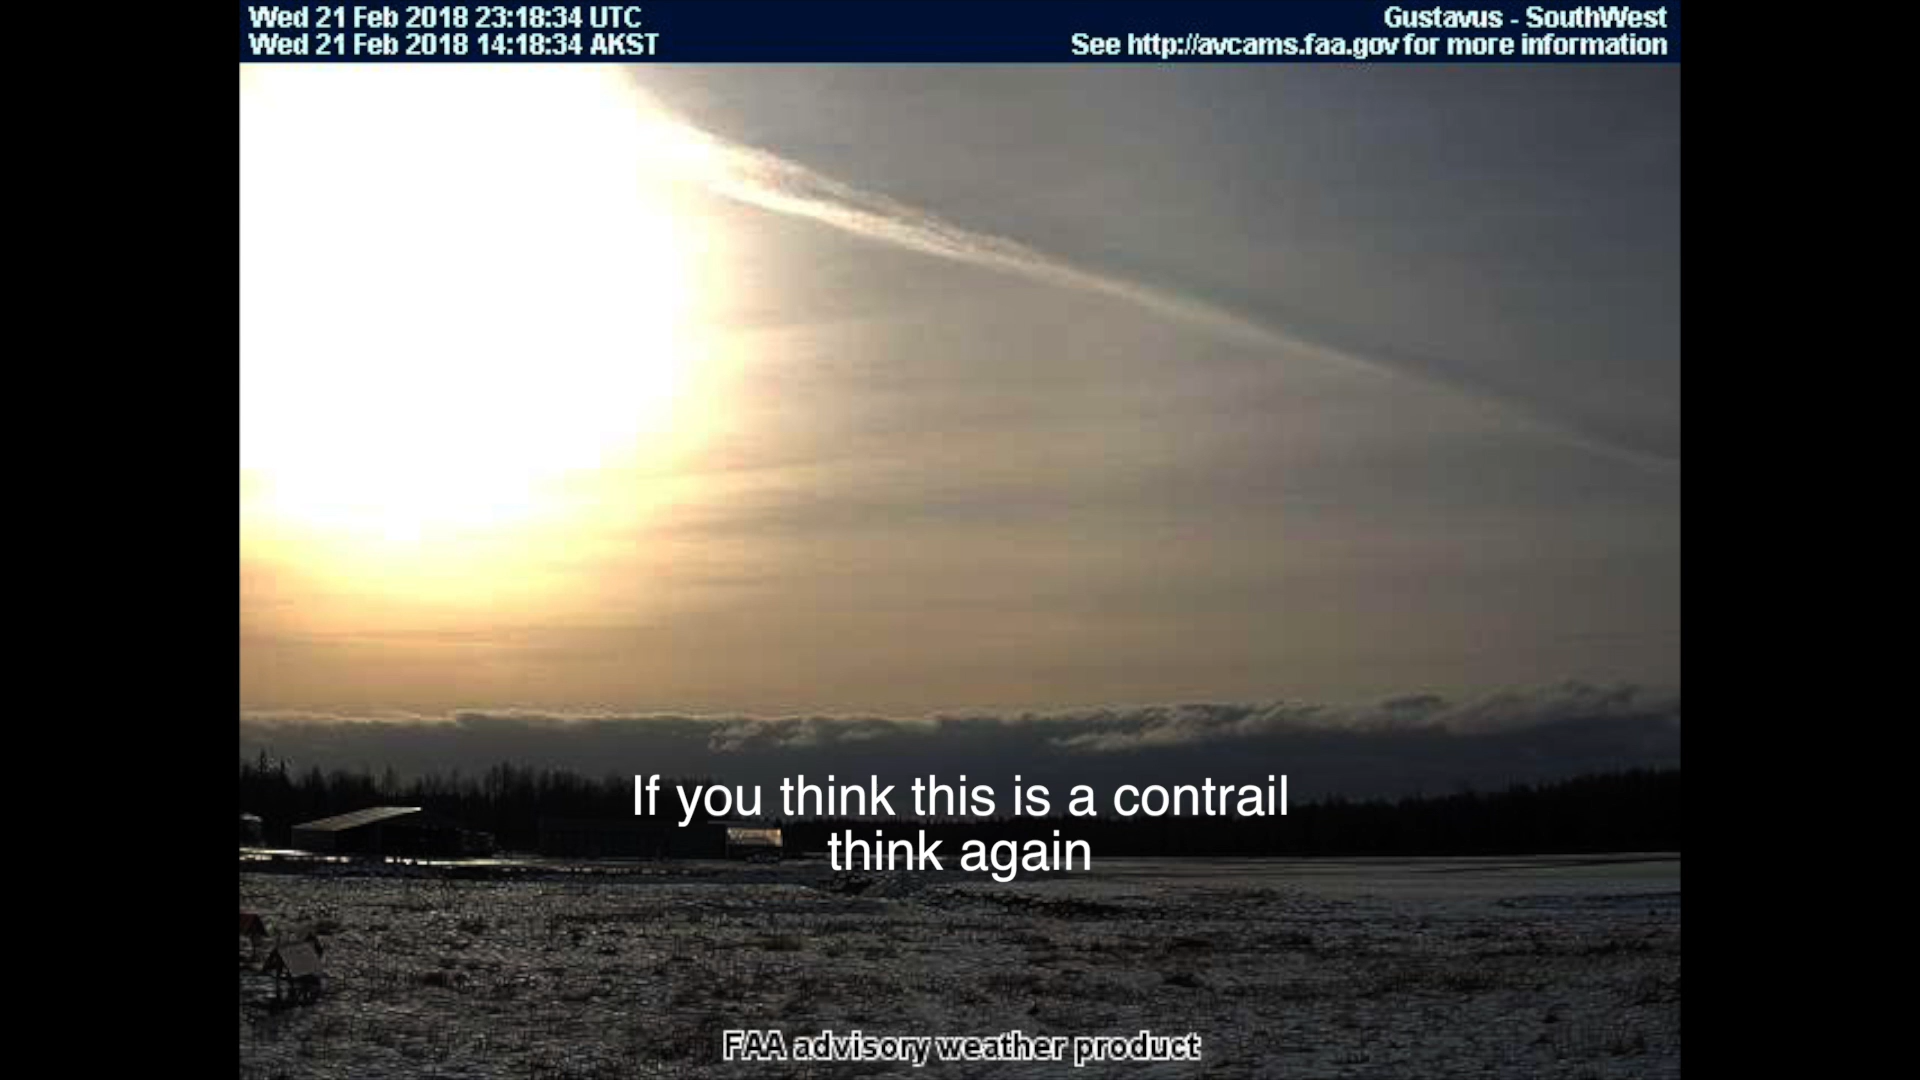 Wed 21 Feb 2018 23:18:34 UTC
Gustavus - SouthWest
Wed 21 Feb 2018 14:18:34 AKST
See http://avcams.faa.gov for more information
If you think this is a contrail
think again
FAA advisory weather product